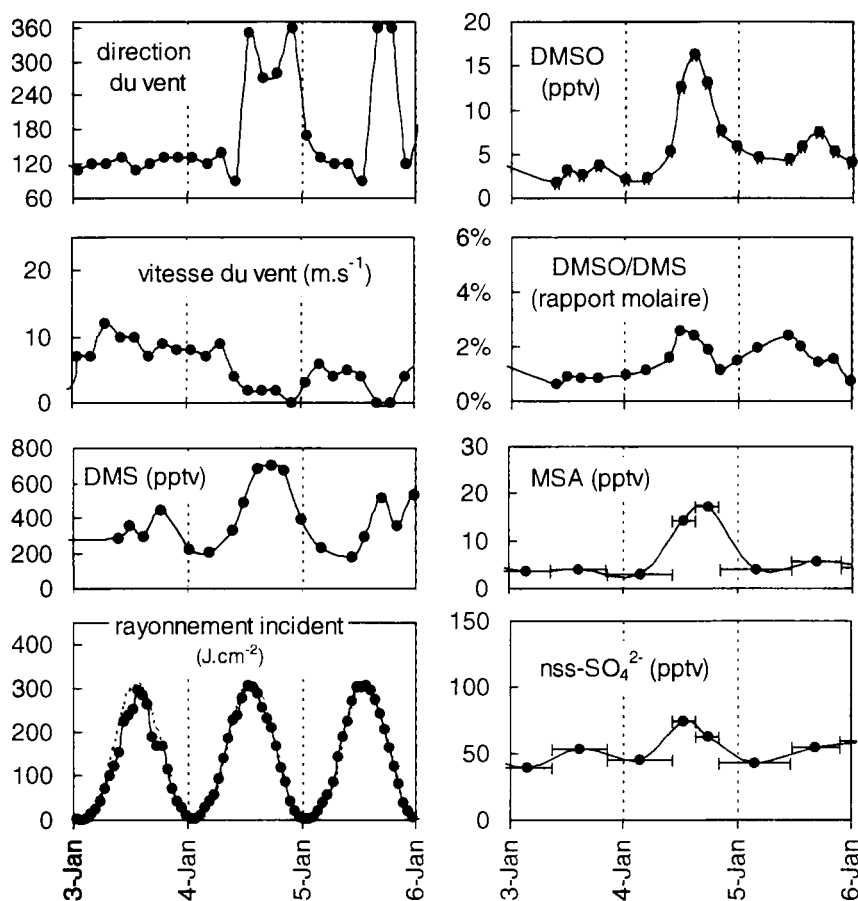 360
300
240
180
120
60
direction
du vent
20
15
10
5
0
DMSO
(pptv)
20
10
0
vitesse du vent (m.s⁻¹)
6%
4%
2%
0%
DMSO/DMS
(rapport molaire)
800
600
400
200
0
DMS (pptv)
30
20
10
0
MSA (pptv)
400
300
200
100
0
rayonnement incident
(J.cm⁻²)
3-Jan
4-Jan
5-Jan
6-Jan
150
100
50
0
nss-SO₄²⁻ (pptv)
3-Jan
4-Jan
5-Jan
6-Jan